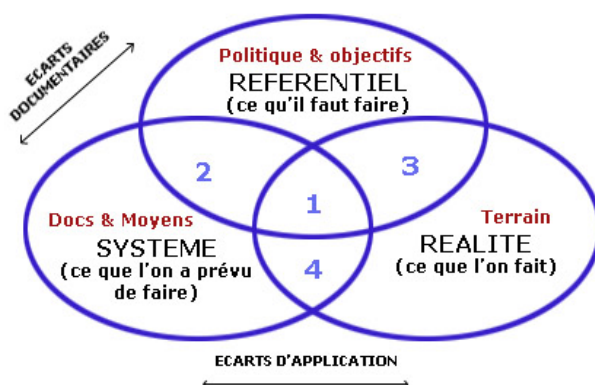 ECARTS
DOCUMENTAIRES
Politique & objectifs
REFERENTIEL
(ce qu'il faut faire)
2
3
1
Docs & Moyens
SYSTEME
(ce que l'on a prévu
de faire)
Terrain
REALITE
(ce que l'on fait)
4
ECARTS D'APPLICATION